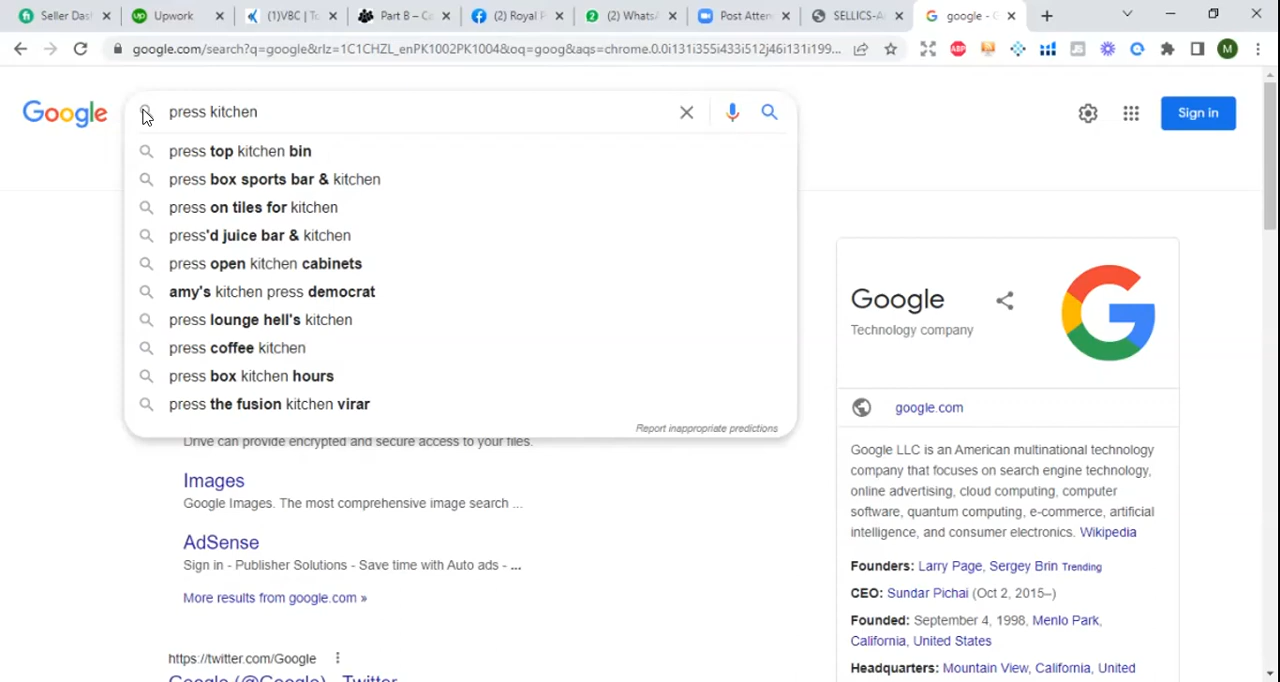 Seller Das
Upwork
(1)VBC | To
Part B – Ca
(2) Royal P
(2) Whats
Post Atten
SELLICS-A
google - G
google.com/search?q=google&rlz=1C1CHZL_enPK1002PK1004&oq=goog&aqs=chrome.0.0i131i355i433i512j46i131i199...
ABP
JS
M
Google
press kitchen
Sign in
press top kitchen bin
press box sports bar & kitchen
press on tiles for kitchen
press'd juice bar & kitchen
press open kitchen cabinets
amy's kitchen press democrat
press lounge hell's kitchen
press coffee kitchen
press box kitchen hours
press the fusion kitchen virar
Report inappropriate predictions
Drive can provide encrypted and secure access to your files.
Images
Google Images. The most comprehensive image search ...
AdSense
Sign in - Publisher Solutions - Save time with Auto ads - ...
More results from google.com »
https://twitter.com/Google
Google (@Google) · Twitter
Google
Technology company
google.com
Google LLC is an American multinational technology
company that focuses on search engine technology,
online advertising, cloud computing, computer
software, quantum computing, e-commerce, artificial
intelligence, and consumer electronics. Wikipedia
Founders: Larry Page, Sergey Brin Trending
CEO: Sundar Pichai (Oct 2, 2015–)
Founded: September 4, 1998, Menlo Park,
California, United States
Headquarters: Mountain View, California, United